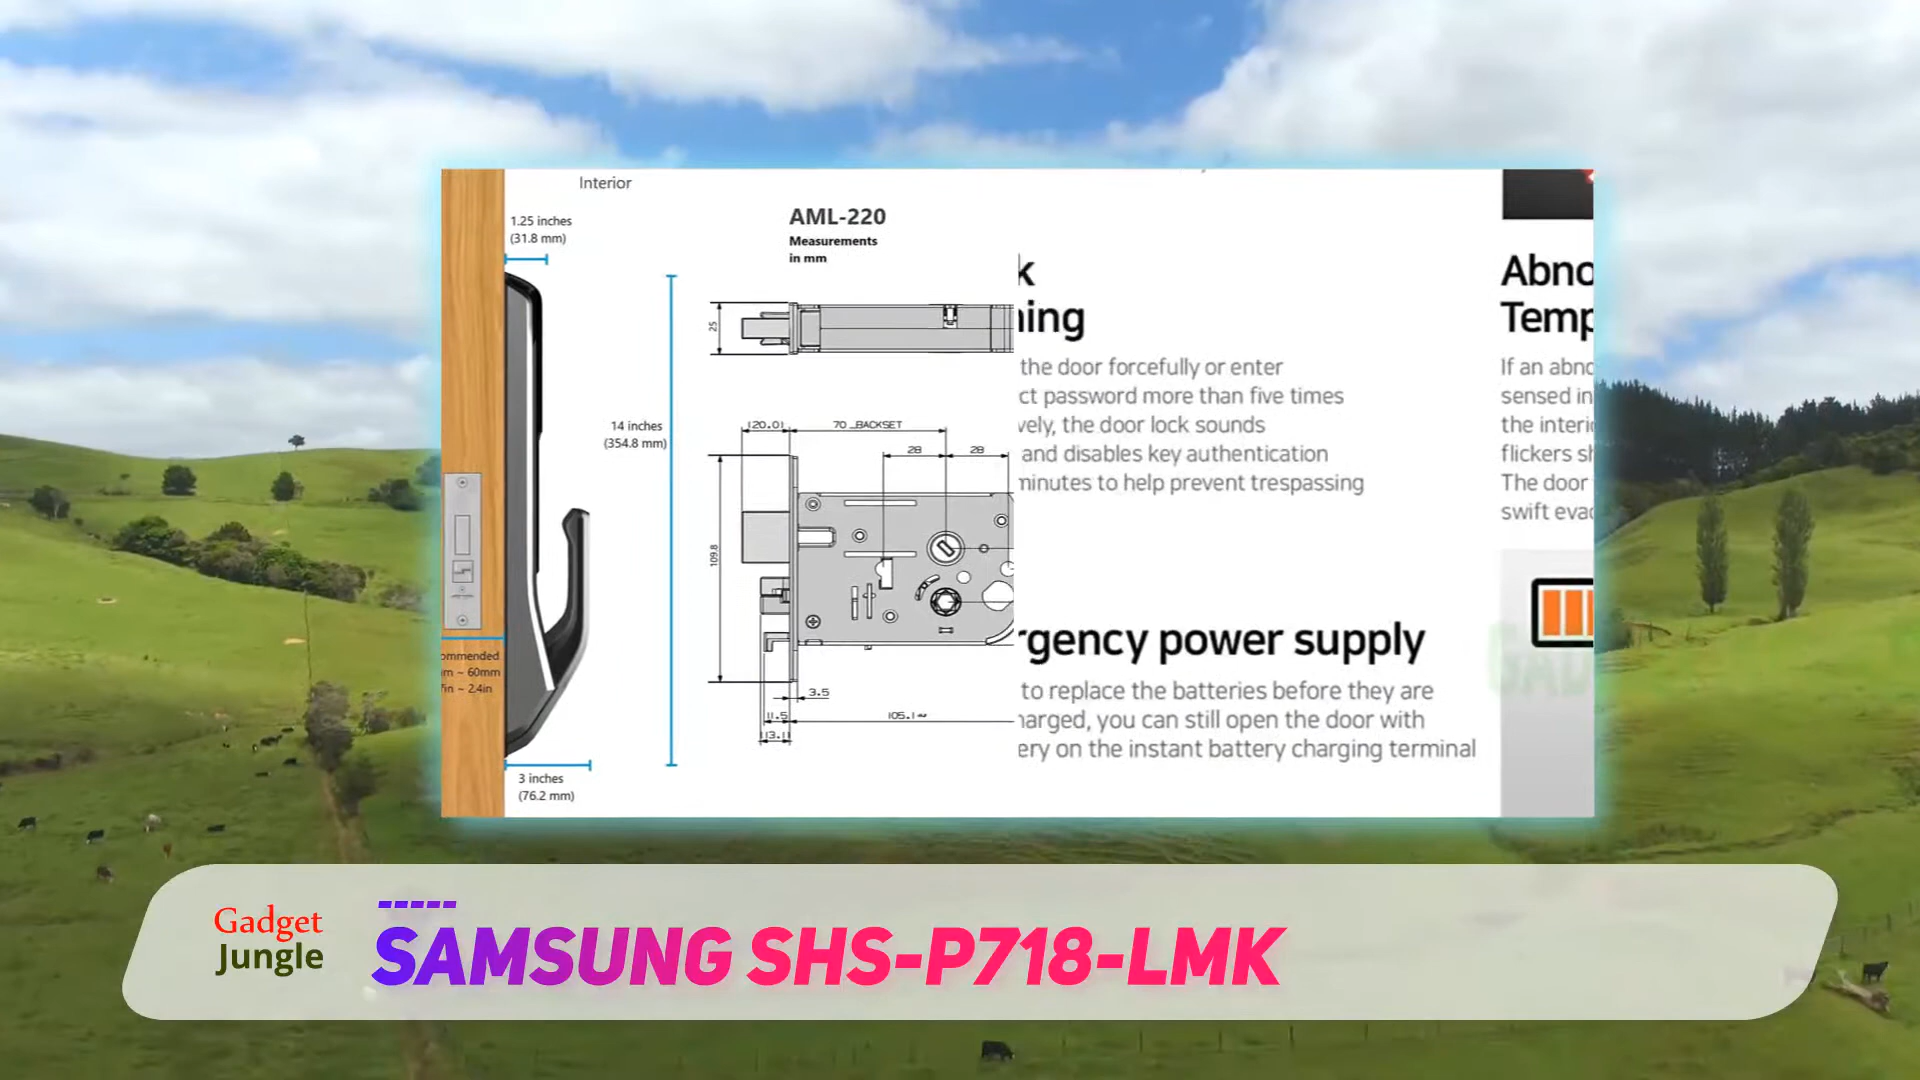 Interior
1.25 inches
(31.8 mm)
14 inches
(354.8 mm)
ommended
m ~ 60mm
in ~ 2.4in
3 inches
(76.2 mm)
AML-220
Measurements
in mm
25
(20.0)
70 BACKSET
28
28
109.8
3.5
11.5
105.1
(13.1)
k
ning
the door forcefully or enter
ct password more than five times
vely, the door lock sounds
and disables key authentication
minutes to help prevent trespassing
rgency power supply
to replace the batteries before they are
harged, you can still open the door with
ery on the instant battery charging terminal
Abno
Temp
If an abno
sensed in
the interi
flickers sh
The door
swift evac
GAD
Gadget
Jungle
SAMSUNG SHS-P718-LMK